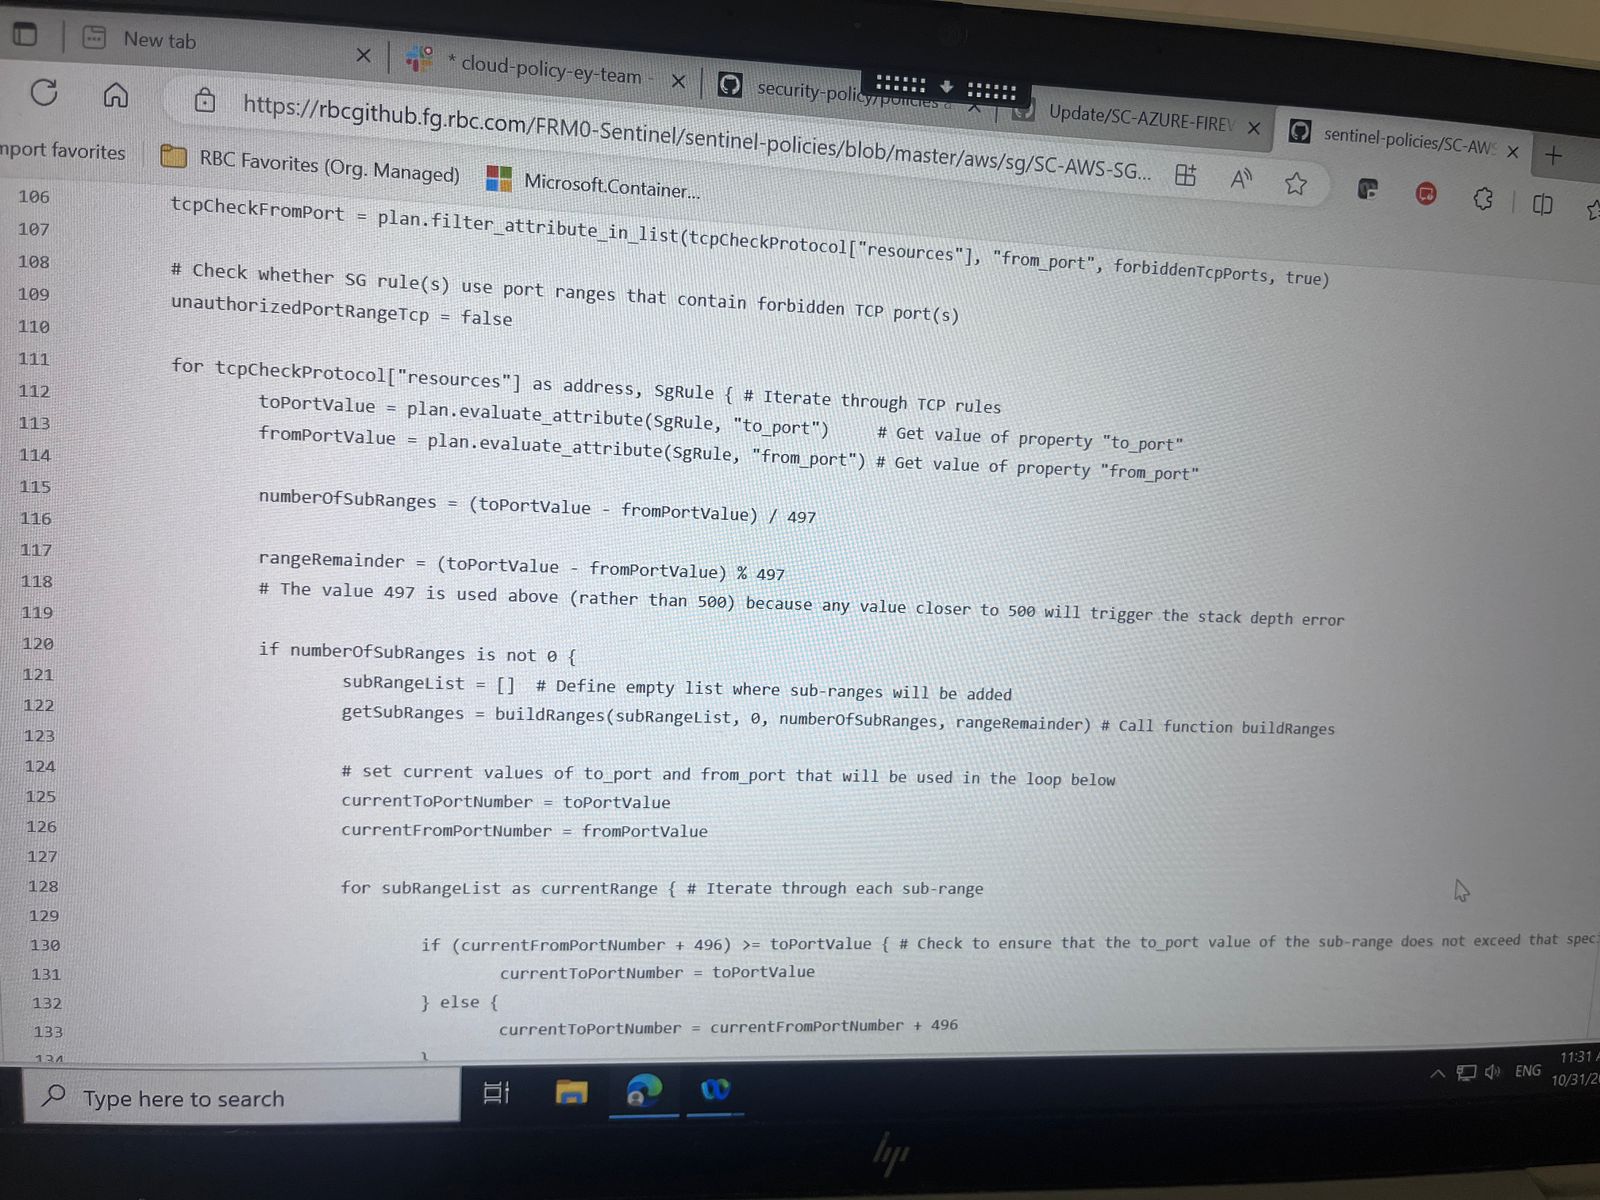 New tab
* cloud-policy-ey-team -
security-policy/policies
Update/SC-AZURE-FIREW
sentinel-policies/SC-AWS
https://rbcgithub.fg.rbc.com/FRM0-Sentinel/sentinel-policies/blob/master/aws/sg/SC-AWS-SG...
mport favorites
RBC Favorites (Org. Managed)
Microsoft.Container...
106 tcpCheckFromPort = plan.filter_attribute_in_list(tcpCheckProtocol["resources"], "from_port", forbiddenTcpPorts, true)
107
108 # Check whether SG rule(s) use port ranges that contain forbidden TCP port(s)
109 unauthorizedPortRangeTcp = false
110
111 for tcpCheckProtocol["resources"] as address, SgRule { # Iterate through TCP rules
112 toPortValue = plan.evaluate_attribute(SgRule, "to_port") # Get value of property "to_port"
113 fromPortValue = plan.evaluate_attribute(SgRule, "from_port") # Get value of property "from_port"
114
115 numberOfSubRanges = (toPortValue - fromPortValue) / 497
116
117 rangeRemainder = (toPortValue - fromPortValue) % 497
118 # The value 497 is used above (rather than 500) because any value closer to 500 will trigger the stack depth error
119
120 if numberOfSubRanges is not 0 {
121 subRangeList = [] # Define empty list where sub-ranges will be added
122 getSubRanges = buildRanges(subRangeList, 0, numberOfSubRanges, rangeRemainder) # Call function buildRanges
123
124 # set current values of to_port and from_port that will be used in the loop below
125 currentToPortNumber = toPortValue
126 currentFromPortNumber = fromPortValue
127
128 for subRangeList as currentRange { # Iterate through each sub-range
129
130 if (currentFromPortNumber + 496) >= toPortValue { # Check to ensure that the to_port value of the sub-range does not exceed that spec
131 currentToPortNumber = toPortValue
132 } else {
133 currentToPortNumber = currentFromPortNumber + 496
134 }
Type here to search
ENG
11:31
10/31/2
hp